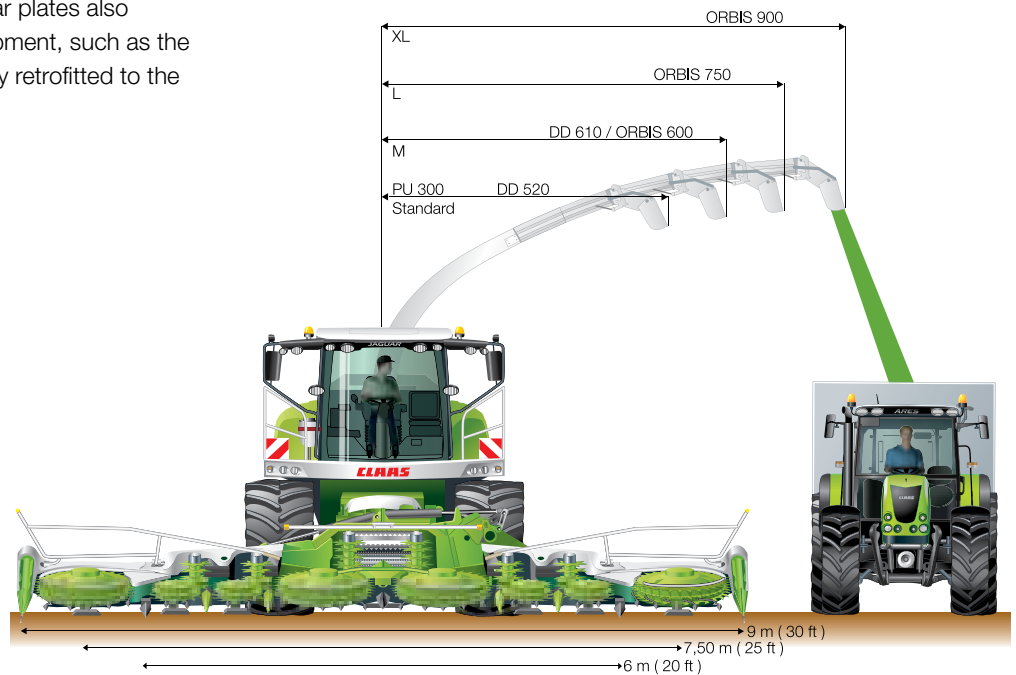 ar plates also
pment, such as the
y retrofitted to the
ORBIS 900
XL
ORBIS 750
L
DD 610 / ORBIS 600
M
PU 300 DD 520
Standard
JAGUAR
CLAAS
ARES
CLAAS
9 m ( 30 ft )
7,50 m ( 25 ft )
6 m ( 20 ft )